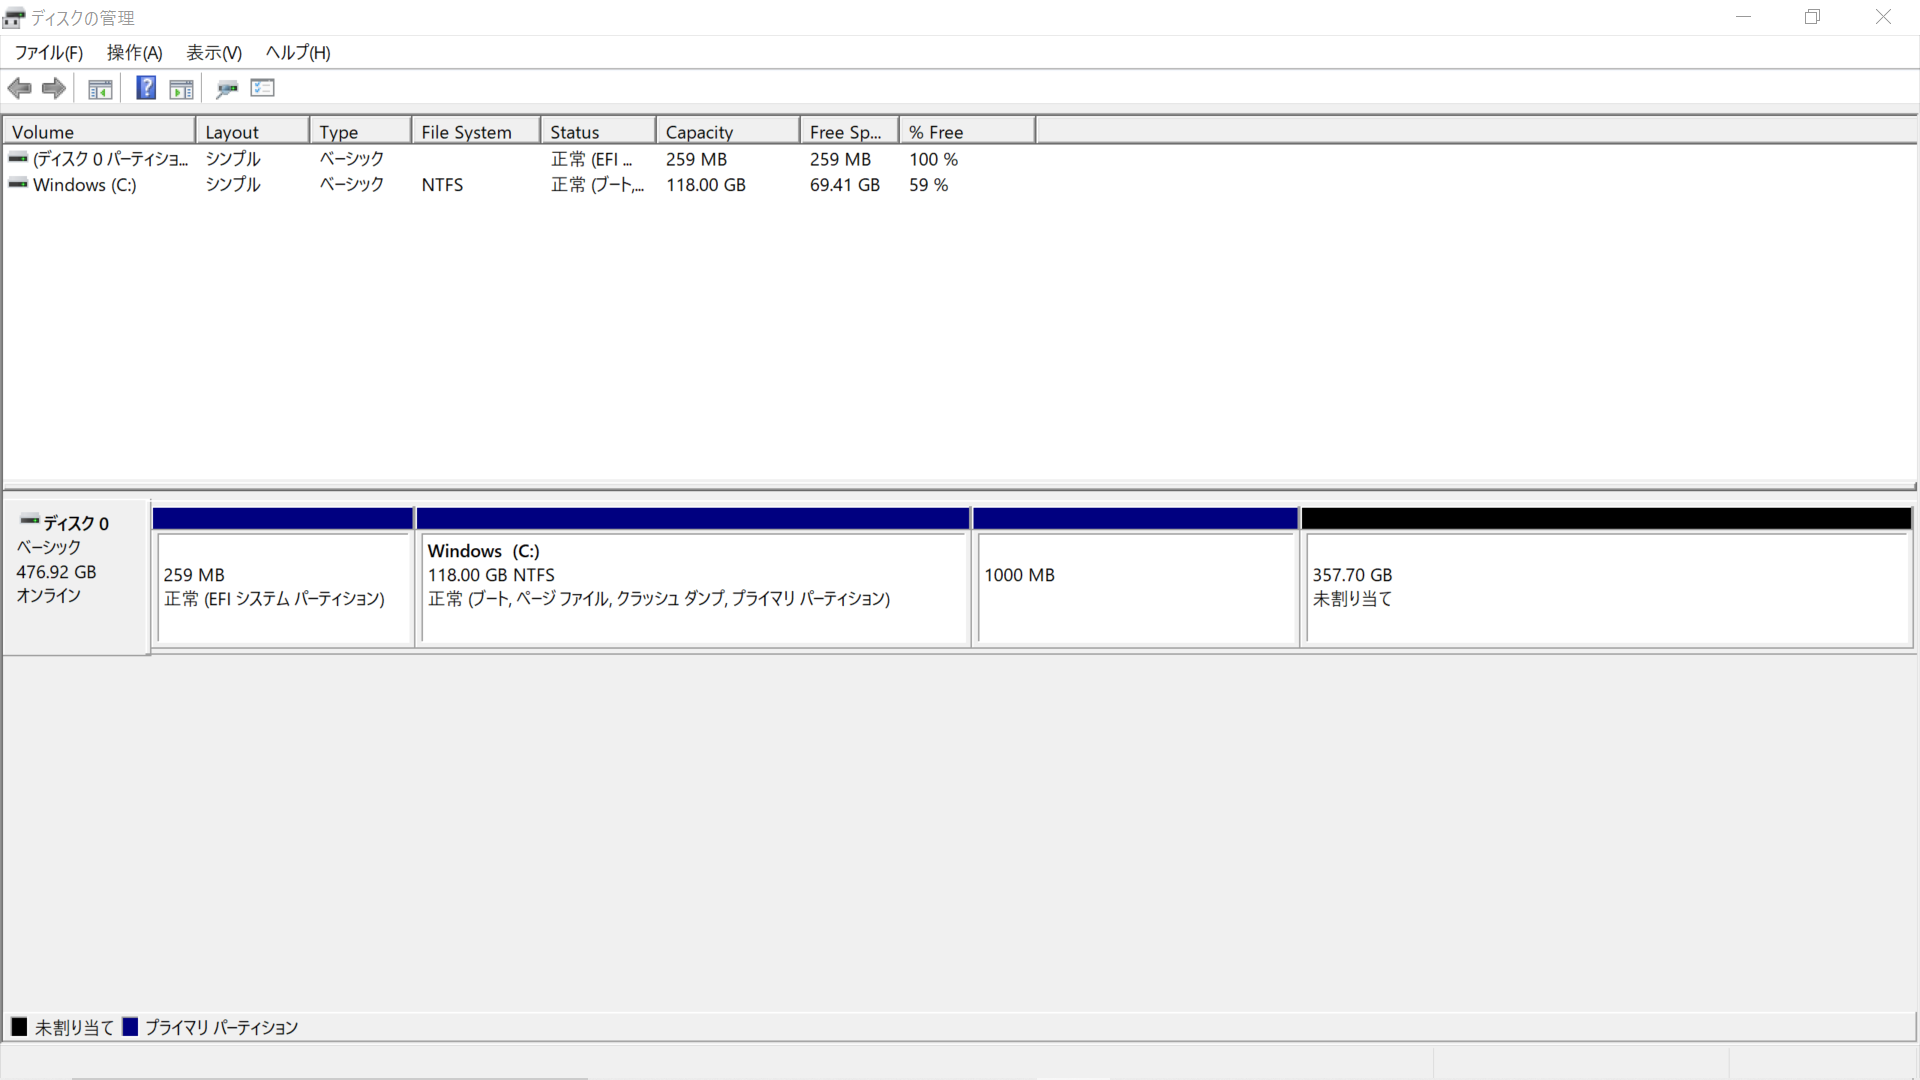 ディスクの管理
ファイル(F) 操作(A) 表示(V) ヘルプ(H)
Volume Layout Type File System Status Capacity Free Sp... % Free
(ディスク 0 パーティショ... シンプル ベーシック 正常 (EFI ... 259 MB 259 MB 100 %
Windows (C:) シンプル ベーシック NTFS 正常 (ブート,... 118.00 GB 69.41 GB 59 %
ディスク 0
ベーシック
476.92 GB
オンライン
259 MB
正常 (EFI システム パーティション)
Windows (C:)
118.00 GB NTFS
正常 (ブート, ページ ファイル, クラッシュ ダンプ, プライマリ パーティション)
1000 MB
357.70 GB
未割り当て
未割り当て プライマリ パーティション